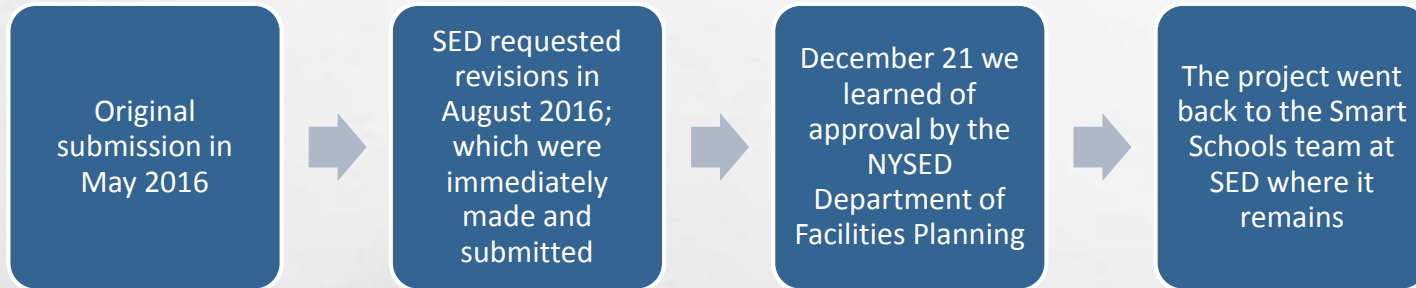 Original
submission in
May 2016
SED requested
revisions in
August 2016;
which were
immediately
made and
submitted
December 21 we
learned of
approval by the
NYSED
Department of
Facilities Planning
The project went
back to the Smart
Schools team at
SED where it
remains